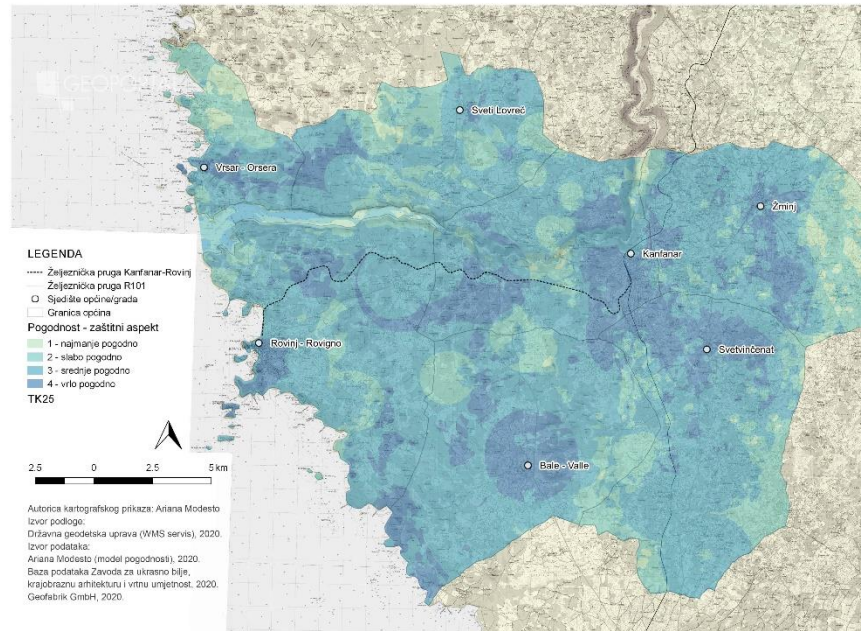 GEOPO
Sveti Lovreč
Vrsar - Orsera
Žminj
Kanfanar
Rovinj - Rovigno
Svetvinčenat
Bale - Valle
LEGENDA
Željeznička pruga Kanfanar-Rovinj
Željeznička pruga R101
Sjedište općine/grada
Granica općina
Pogodnost - zaštitni aspekt
1 - najmanje pogodno
2 - slabo pogodno
3 - srednje pogodno
4 - vrlo pogodno
TK25
2.5 0 2.5 5 km
Autorica kartografskog prikaza: Ariana Modesto
Izvor podloge:
Državna geodetska uprava (WMS servis), 2020.
Izvor podataka:
Ariana Modesto (model pogodnosti), 2020.
Baza podataka Zavoda za ukrasno bilje,
krajobraznu arhitekturu i vrtnu umjetnost, 2020.
Geofabrik GmbH, 2020.